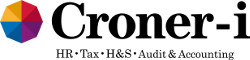 Croner-i
HR • Tax • H&S • Audit & Accounting